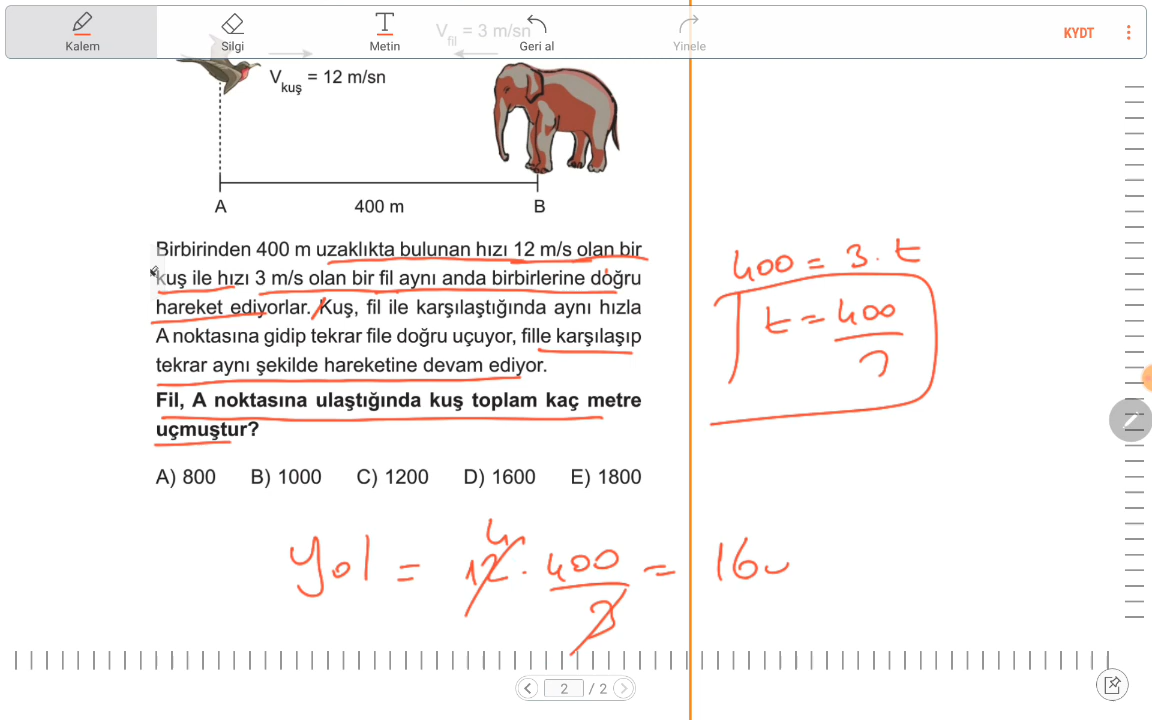 Kalem Silgi Metin Geri al Yinele KYDT
Vfil = 3 m/sn
Vkuş = 12 m/sn
A 400 m B
Birbirinden 400 m uzaklıkta bulunan hızı 12 m/s olan bir
kuş ile hızı 3 m/s olan bir fil aynı anda birbirlerine doğru
hareket ediyorlar. Kuş, fil ile karşılaştığında aynı hızla
A noktasına gidip tekrar file doğru uçuyor, fille karşılaşıp
tekrar aynı şekilde hareketine devam ediyor.
Fil, A noktasına ulaştığında kuş toplam kaç metre
uçmuştur?
A) 800 B) 1000 C) 1200 D) 1600 E) 1800
400 = 3. t
t = 400/3
4
Yol = 12 . 400/3 = 160
2 / 2